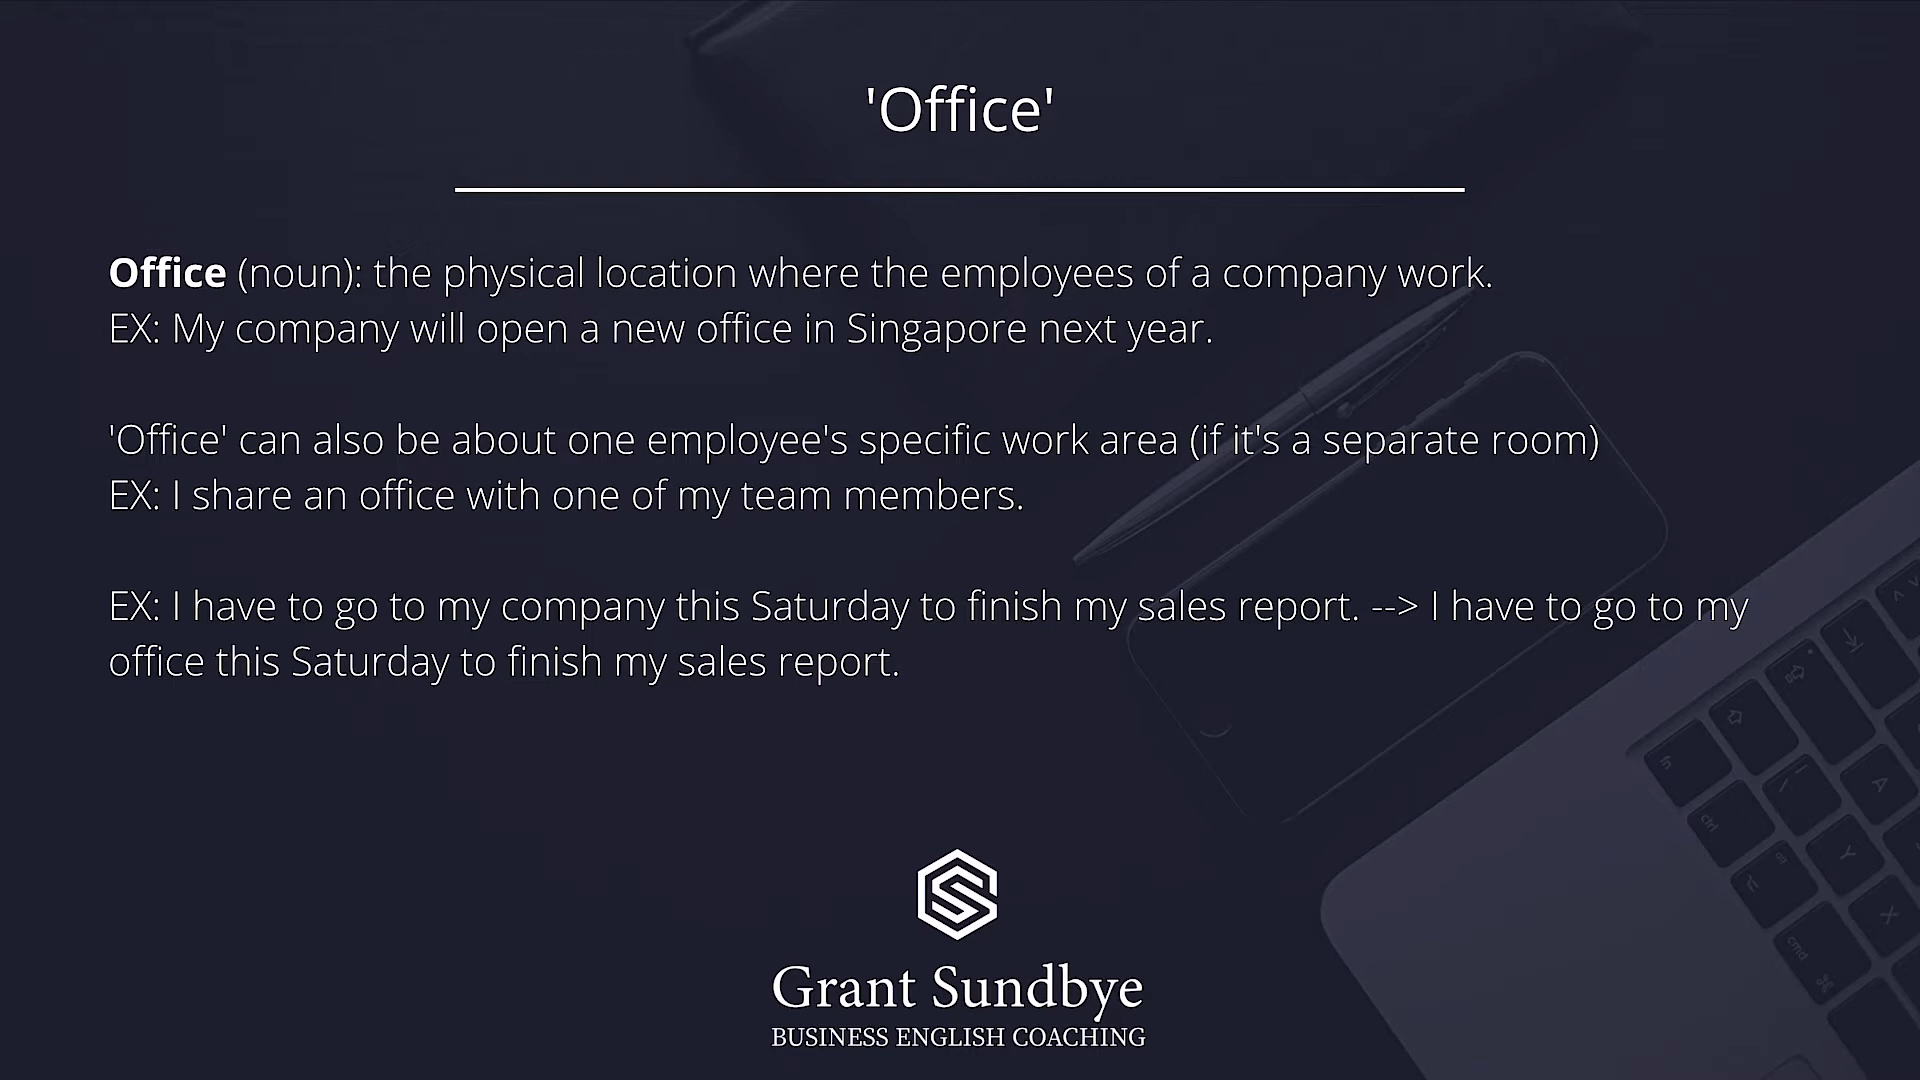 'Office'
Office (noun): the physical location where the employees of a company work.
EX: My company will open a new office in Singapore next year.
'Office' can also be about one employee's specific work area (if it's a separate room)
EX: I share an office with one of my team members.
EX: I have to go to my company this Saturday to finish my sales report. --> I have to go to my
office this Saturday to finish my sales report.
Grant Sundbye
BUSINESS ENGLISH COACHING
fn
ctrl
cmd
A
Y
X